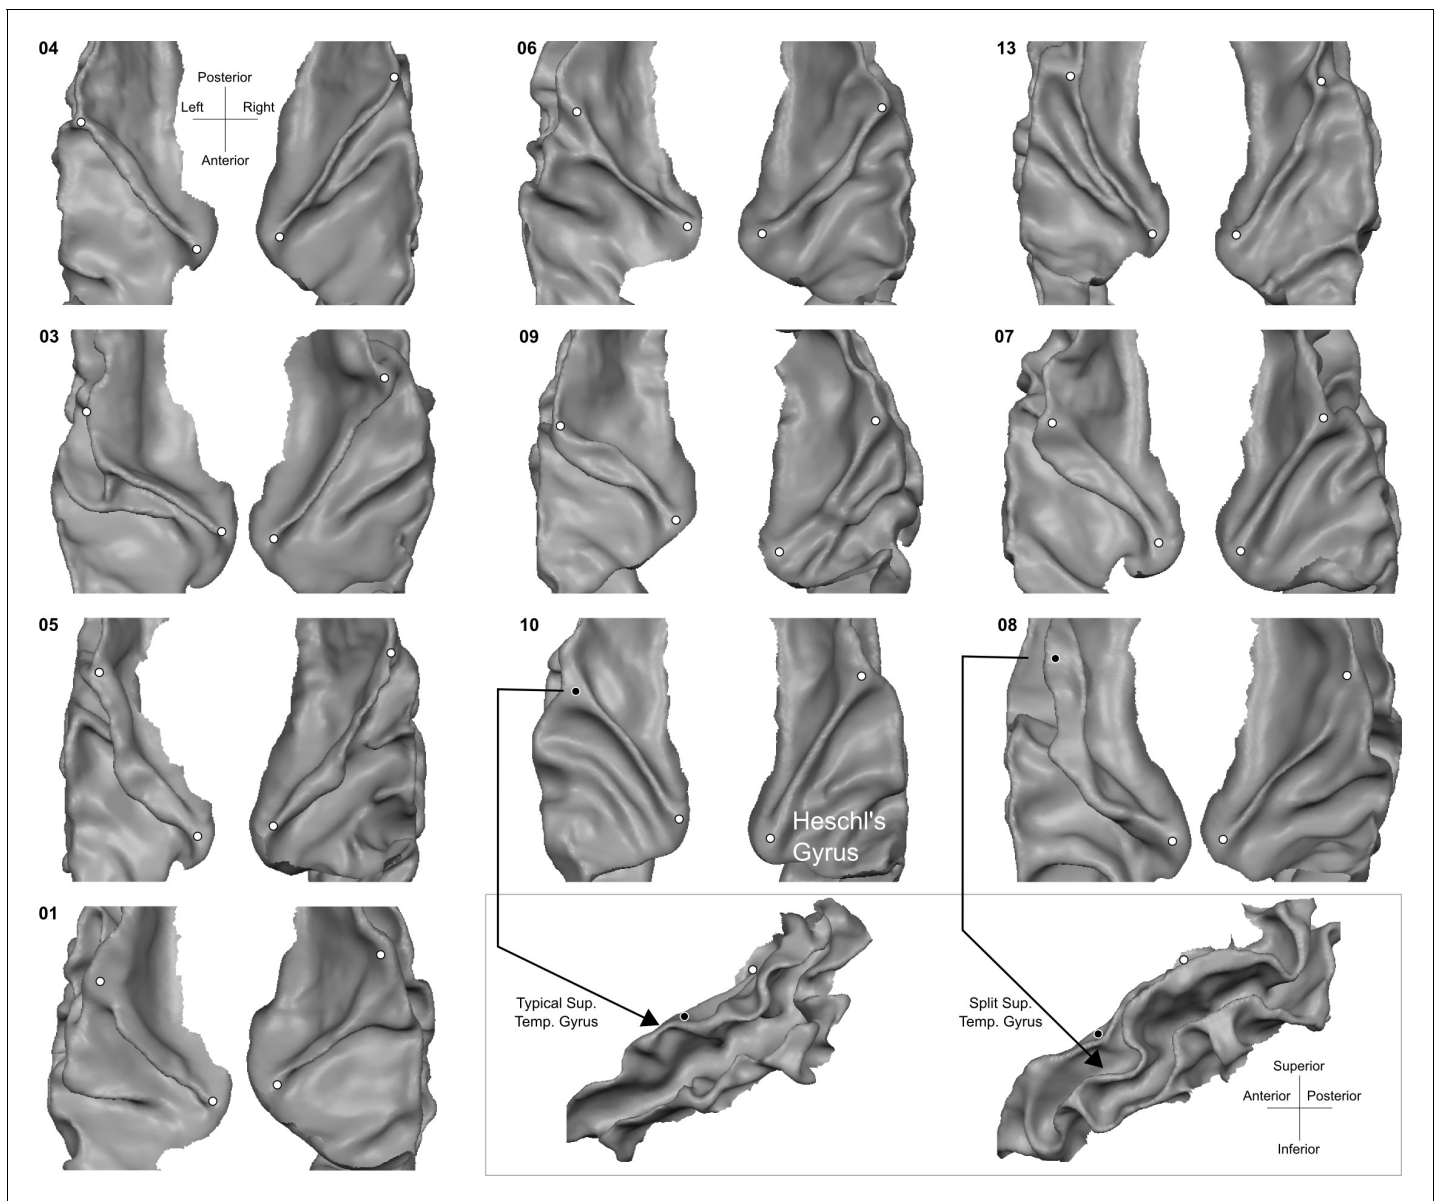 04
06
13
Posterior
Left
Right
Anterior
03
09
07
05
10
08
Heschl's
Gyrus
01
Typical Sup.
Temp. Gyrus
Split Sup.
Temp. Gyrus
Superior
Anterior
Posterior
Inferior